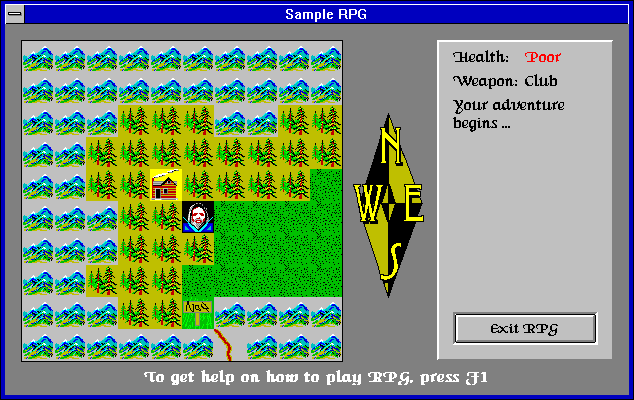 Sample RPG
Health: Poor
Weapon: Club
Your adventure
begins ...
N
W E
S
Exit RPG
To get help on how to play RPG, press F1